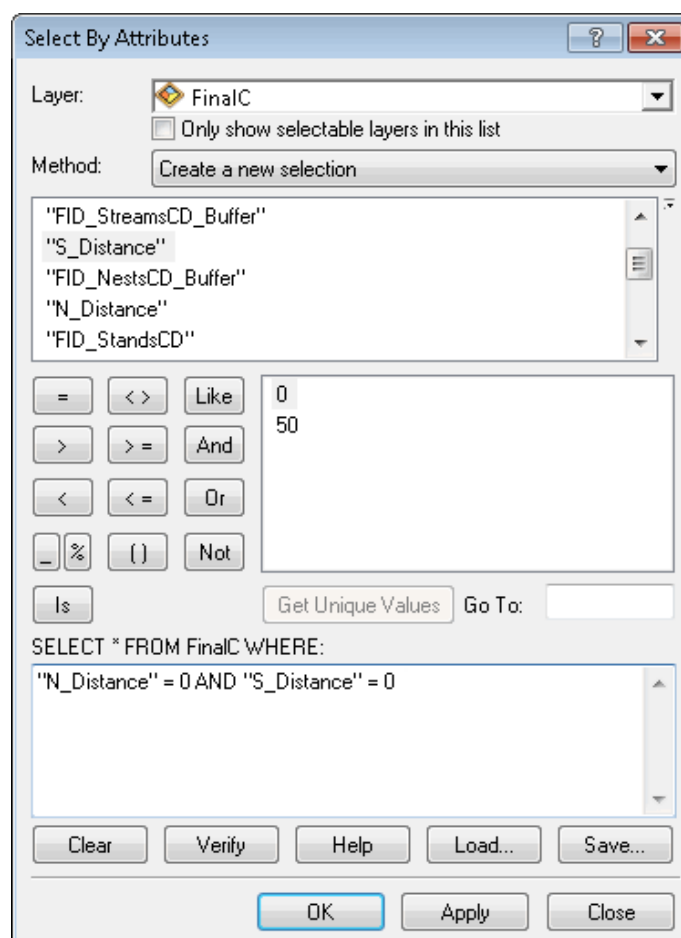 Select By Attributes
Layer: FinalC
Only show selectable layers in this list
Method: Create a new selection
"FID_StreamsCD_Buffer"
"S_Distance"
"FID_NestsCD_Buffer"
"N_Distance"
"FID_StandsCD"
= < > Like
> > = And
< < = Or
_ % ( ) Not
Is
0
50
Get Unique Values Go To:
SELECT * FROM FinalC WHERE:
"N_Distance" = 0 AND "S_Distance" = 0
Clear Verify Help Load... Save...
OK Apply Close